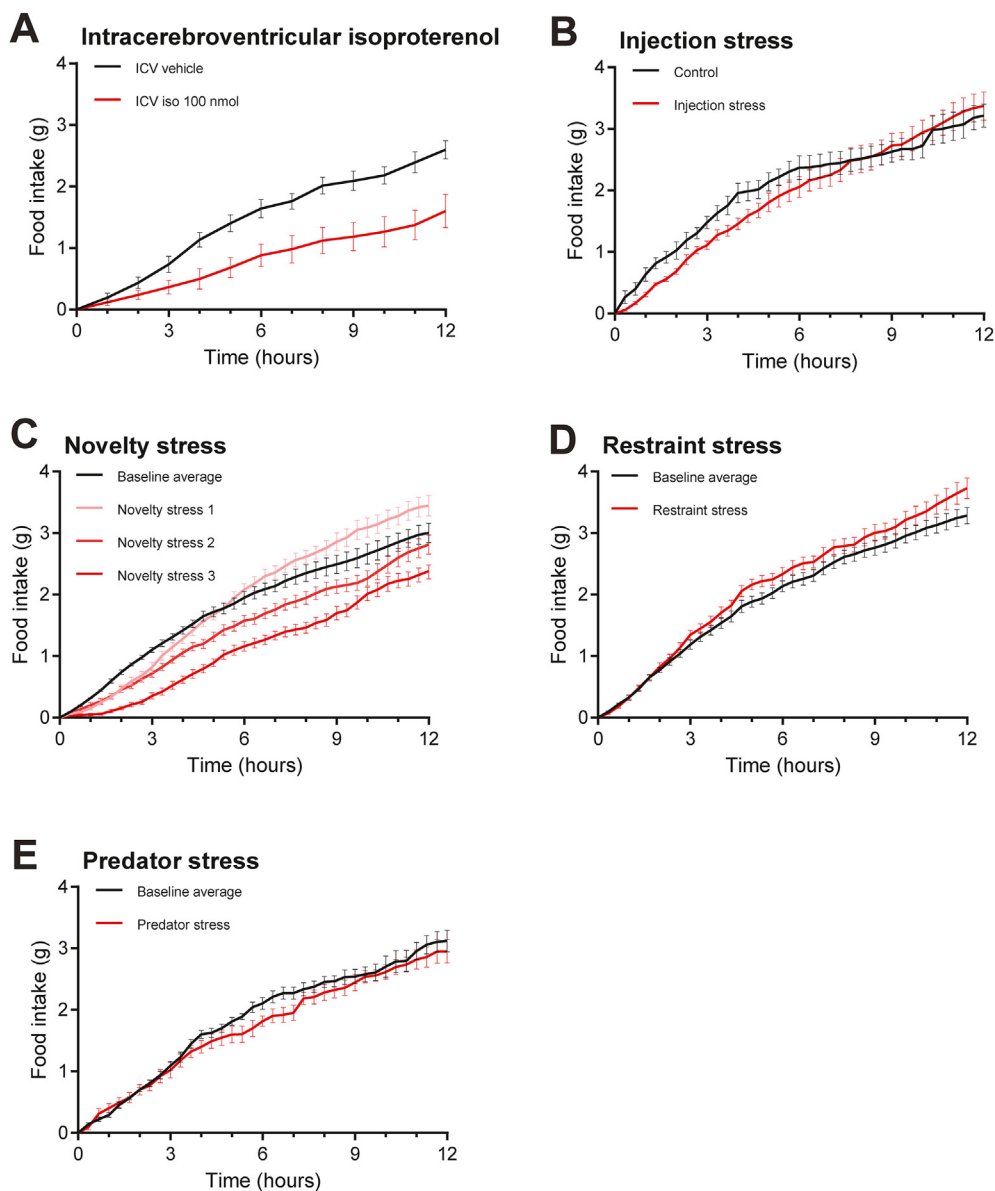 A
Intracerebroventricular isoproterenol
ICV vehicle
ICV iso 100 nmol
Food intake (g)
4
3
2
1
0
0 3 6 9 12
Time (hours)
B
Injection stress
Control
Injection stress
Food intake (g)
4
3
2
1
0
0 3 6 9 12
Time (hours)
C
Novelty stress
Baseline average
Novelty stress 1
Novelty stress 2
Novelty stress 3
Food intake (g)
4
3
2
1
0
0 3 6 9 12
Time (hours)
D
Restraint stress
Baseline average
Restraint stress
Food intake (g)
4
3
2
1
0
0 3 6 9 12
Time (hours)
E
Predator stress
Baseline average
Predator stress
Food intake (g)
4
3
2
1
0
0 3 6 9 12
Time (hours)